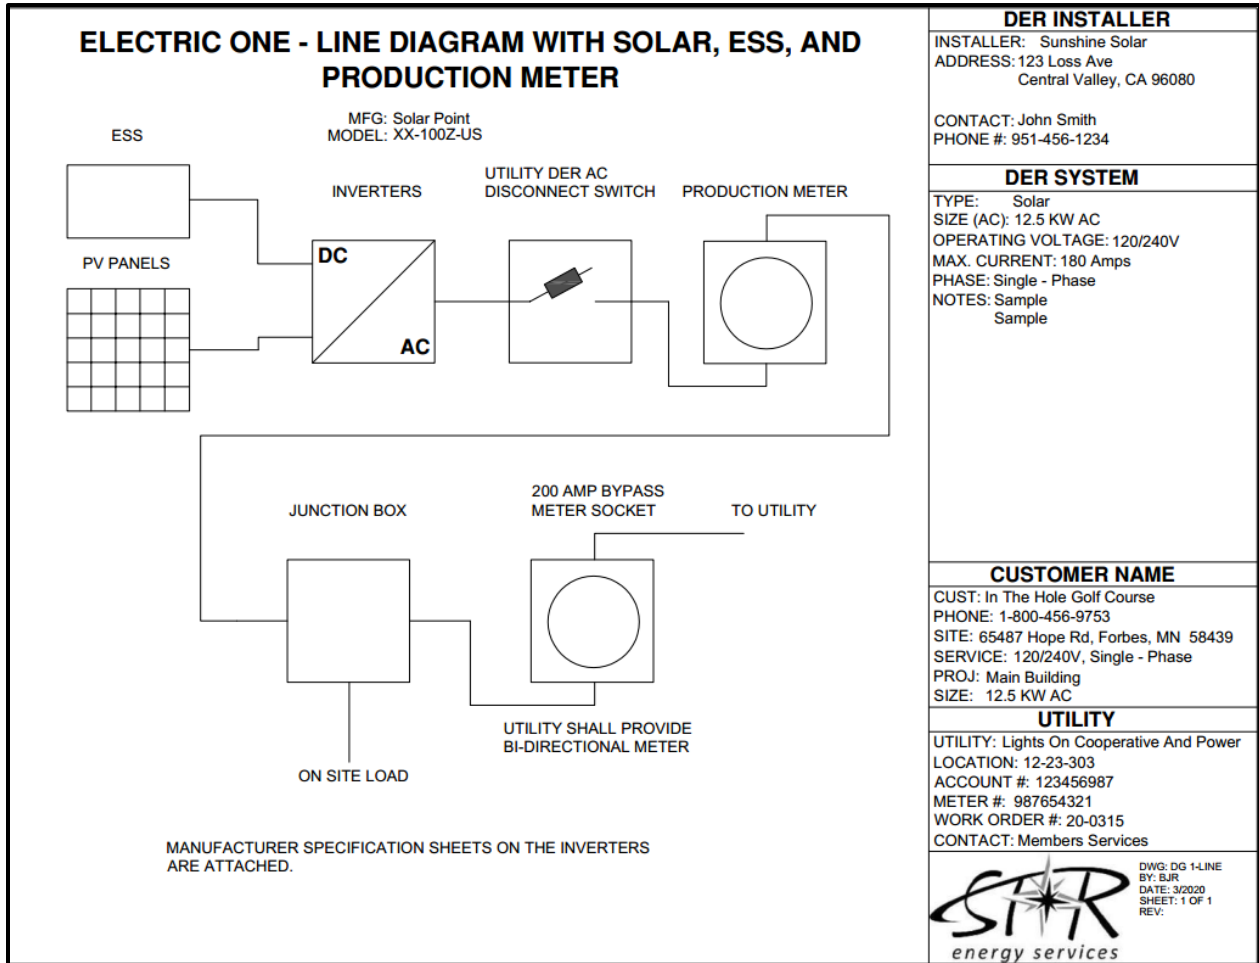 ELECTRIC ONE - LINE DIAGRAM WITH SOLAR, ESS, AND
PRODUCTION METER
MFG: Solar Point
MODEL: XX-100Z-US
ESS
INVERTERS
UTILITY DER AC
DISCONNECT SWITCH
PRODUCTION METER
PV PANELS
DC
AC
JUNCTION BOX
200 AMP BYPASS
METER SOCKET
TO UTILITY
UTILITY SHALL PROVIDE
BI-DIRECTIONAL METER
ON SITE LOAD
MANUFACTURER SPECIFICATION SHEETS ON THE INVERTERS
ARE ATTACHED.
DER INSTALLER
INSTALLER: Sunshine Solar
ADDRESS: 123 Loss Ave
Central Valley, CA 96080
CONTACT: John Smith
PHONE #: 951-456-1234
DER SYSTEM
TYPE: Solar
SIZE (AC): 12.5 KW AC
OPERATING VOLTAGE: 120/240V
MAX. CURRENT: 180 Amps
PHASE: Single - Phase
NOTES: Sample
Sample
CUSTOMER NAME
CUST: In The Hole Golf Course
PHONE: 1-800-456-9753
SITE: 65487 Hope Rd, Forbes, MN 58439
SERVICE: 120/240V, Single - Phase
PROJ: Main Building
SIZE: 12.5 KW AC
UTILITY
UTILITY: Lights On Cooperative And Power
LOCATION: 12-23-303
ACCOUNT #: 123456987
METER #: 987654321
WORK ORDER #: 20-0315
CONTACT: Members Services
STAR
energy services
DWG: DG 1-LINE
BY: BJR
DATE: 3/2020
SHEET: 1 OF 1
REV: